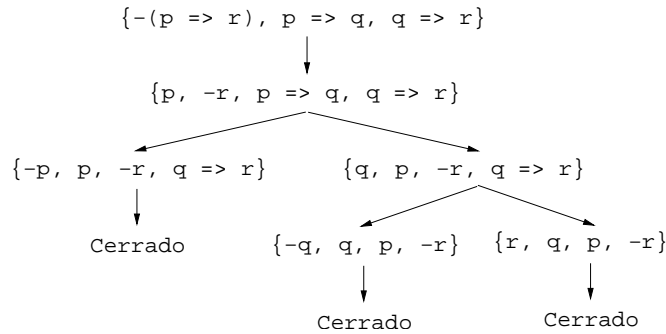 {-(p => r), p => q, q => r}
{p, -r, p => q, q => r}
{-p, p, -r, q => r}
{q, p, -r, q => r}
Cerrado
{-q, q, p, -r}
{r, q, p, -r}
Cerrado
Cerrado